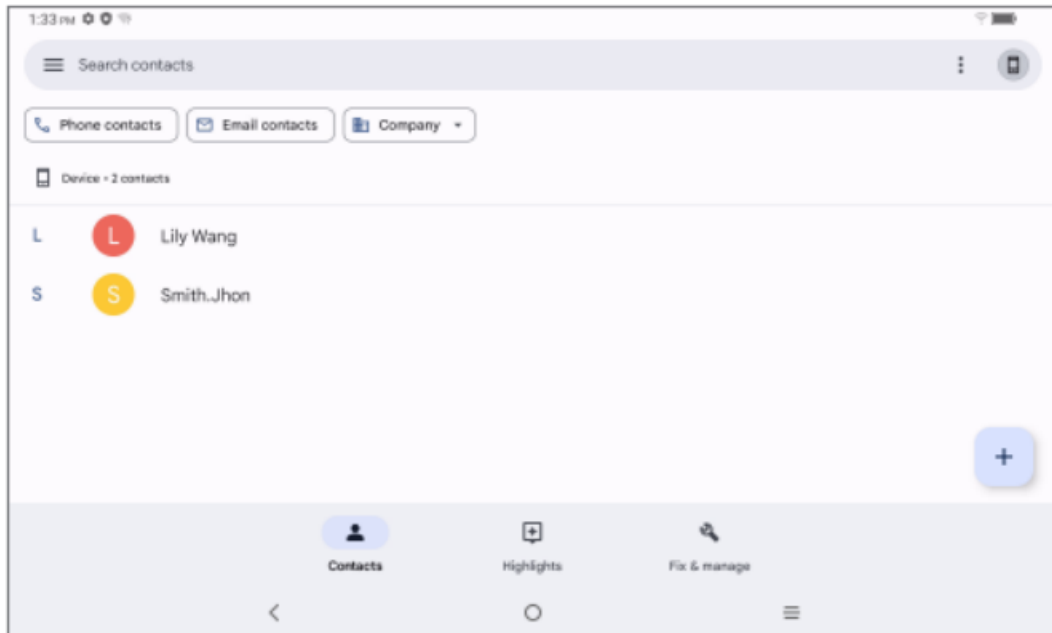 1:33 PM
Search contacts
Phone contacts Email contacts Company
Device • 2 contacts
L L Lily Wang
S S Smith.Jhon
Contacts Highlights Fix & manage